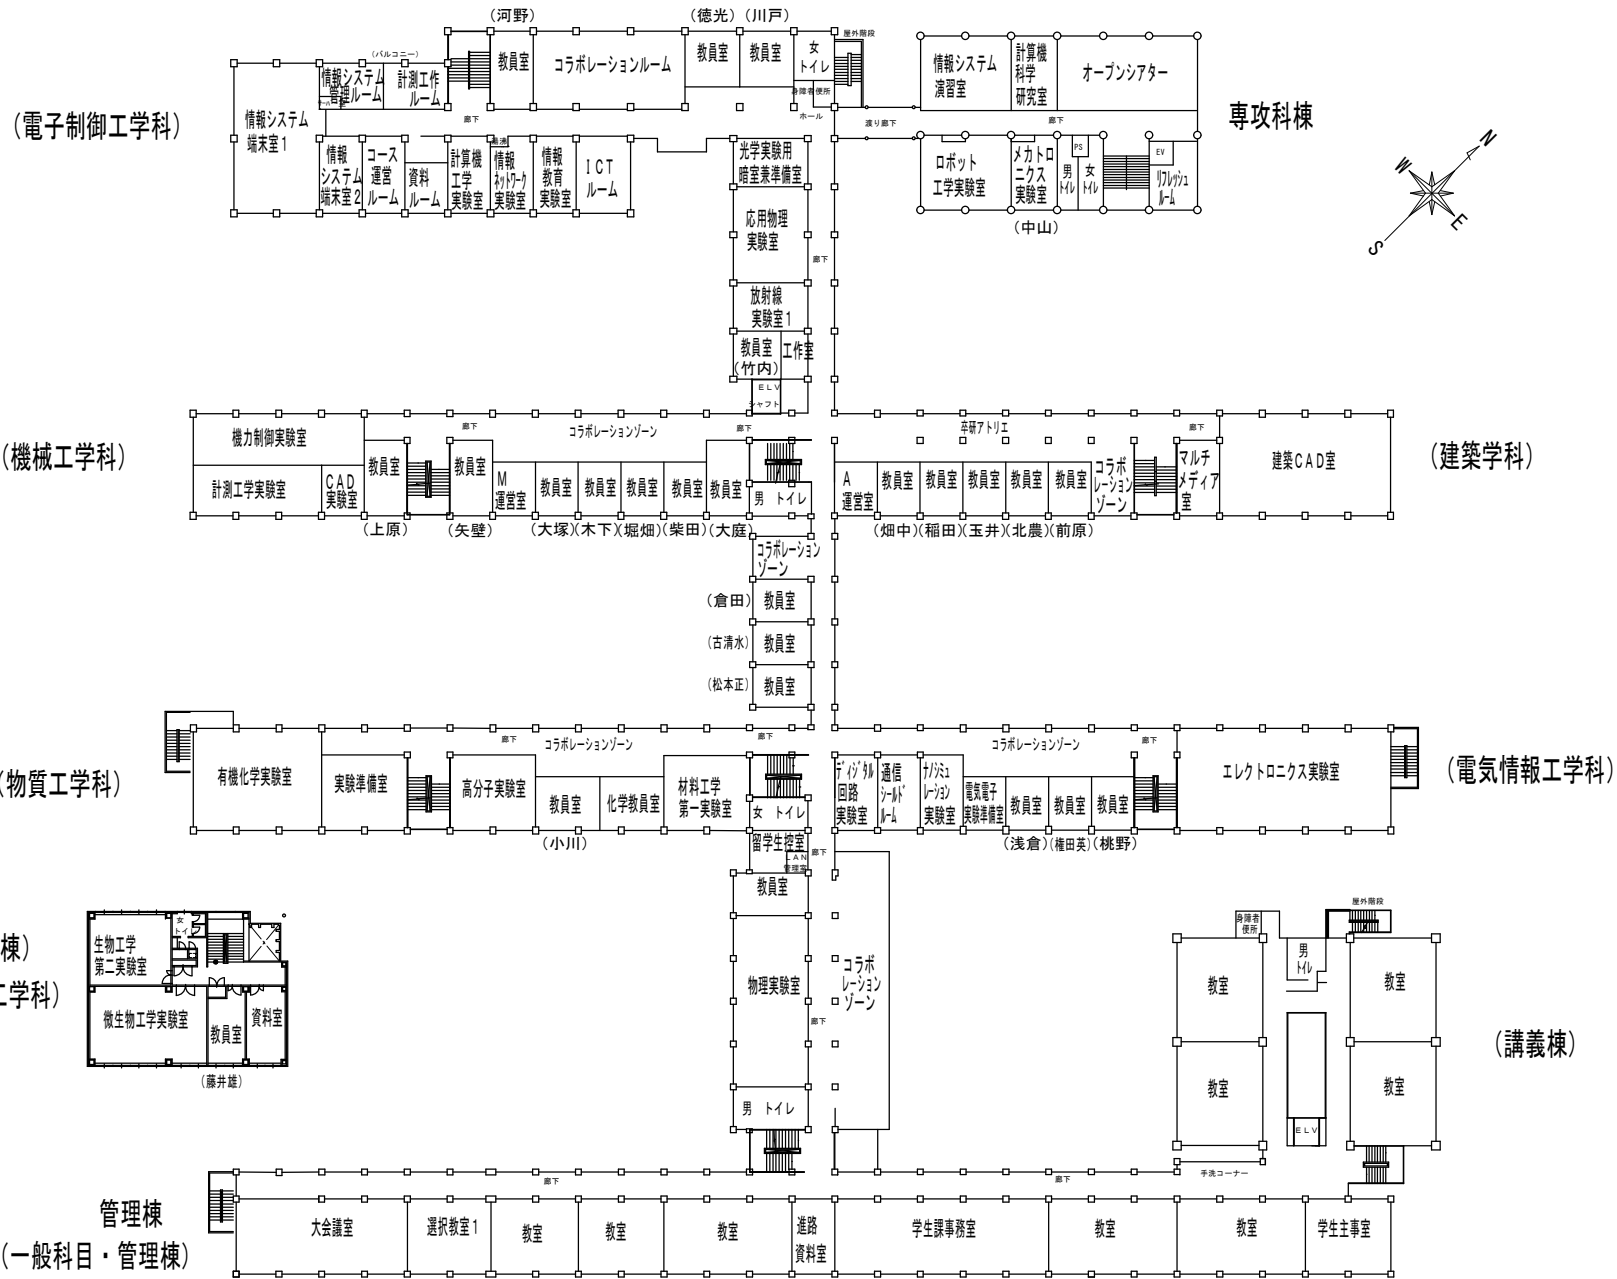 (河野)
(徳光)
(川戸)
屋外階段
(バルコニー)
(電子制御工学科)
情報システム
端末室1
情報システム
管理ルーム
計測工作
ルーム
教員室
コラボレーションルーム
教員室
教員室
女
トイレ
身障者便所
ホール
廊下
渡り廊下
情報システム
演習室
計算機
科学
研究室
オープンシアター
廊下
専攻科棟
情報
システム
端末室2
コース
運営
ルーム
資料
ルーム
計算機
工学
実験室
情報
ネットワーク
実験室
情報
教育
実験室
ICT
ルーム
光学実験用
暗室兼準備室
ロボット
工学実験室
メカトロ
ニクス
実験室
男
トイレ
PS
女
トイレ
EV
リフレッシュ
ルーム
(中山)
N
W
E
S
応用物理
実験室
廊下
放射線
実験室1
教員室
(竹内)
工作室
ELV
シャフト
(機械工学科)
機力制御実験室
計測工学実験室
CAD
実験室
教員室
廊下
コラボレーションゾーン
廊下
教員室
M
運営室
教員室
教員室
教員室
教員室
教員室
男 トイレ
(上原)
(矢壁)
(大塚)
(木下)
(堀畑)
(柴田)
(大庭)
卒研アトリエ
廊下
A
運営室
教員室
教員室
教員室
教員室
教員室
コラボ
レーション
ゾーン
マルチ
メディア
室
建築CAD室
(建築学科)
(畑中)
(稲田)
(玉井)
(北農)
(前原)
コラボレーション
ゾーン
(倉田)
教員室
(古清水)
教員室
(松本正)
教員室
(物質工学科)
有機化学実験室
実験準備室
廊下
コラボレーションゾーン
廊下
高分子実験室
教員室
化学教員室
材料工学
第一実験室
女 トイレ
(小川)
ディジタル
回路
実験室
通信
シールド
ルーム
ナノシミュ
レーション
実験室
コラボレーションゾーン
廊下
電気電子
実験準備室
教員室
教員室
教員室
エレクトロニクス実験室
(電気情報工学科)
(浅倉)
(権田英)
(桃野)
留学生控室
LAN
管理室
廊下
教員室
物理実験室
廊下
コラボ
レーション
ゾーン
男 トイレ
棟)
工学科)
生物工学
第二実験室
女
トイ
微生物工学実験室
教員室
資料室
(藤井雄)
身障者
便所
男
トイレ
屋外階段
教室
教室
教室
教室
ELV
手洗コーナー
(講義棟)
管理棟
(一般科目・管理棟)
廊下
廊下
大会議室
選択教室1
教室
教室
教室
進路
資料室
学生課事務室
教室
教室
学生主事室